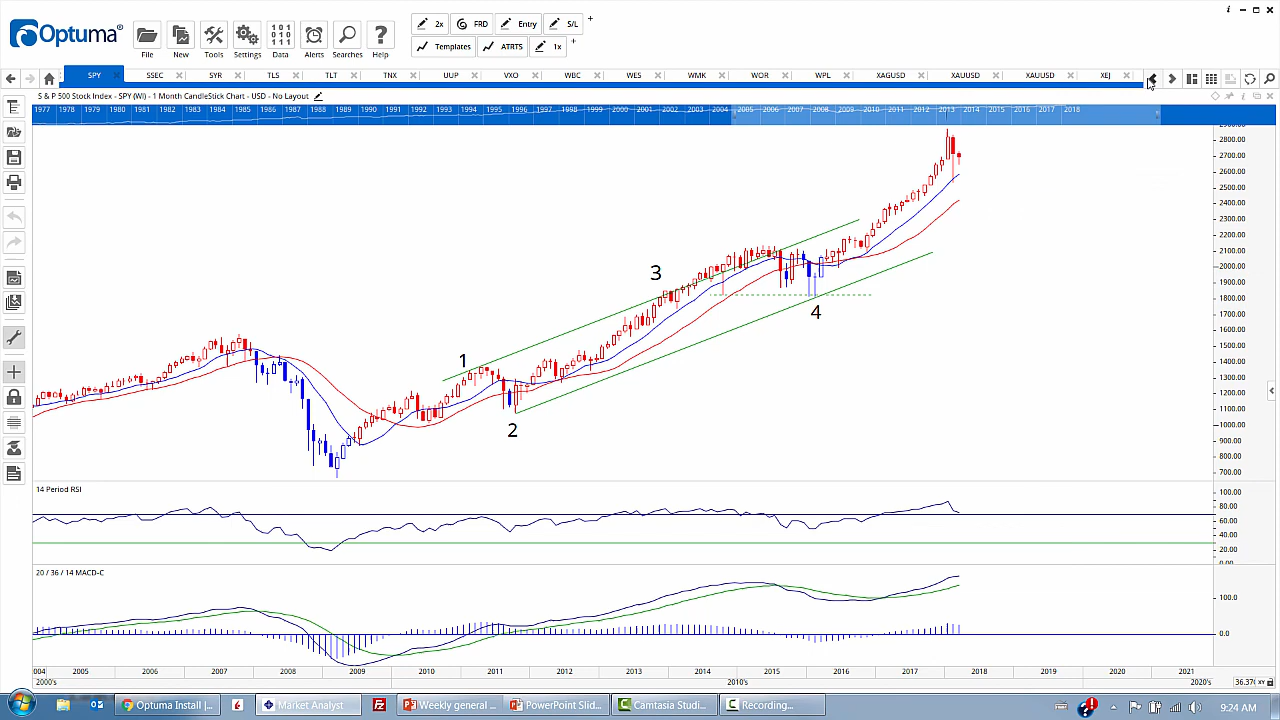 Optuma®
File New Tools Settings Data Alerts Searches Help
2x FRD Entry S/L
Templates ATRTS 1x
SPY SSEC SYR TLS TLT TNX UUP VXO WBC WES WMK WOR WPL XAGUSD XAUUSD XAUUSD XEJ
S & P 500 Stock Index - SPY (WI) - 1 Month CandleStick Chart - USD - No Layout
1977 1978 1979 1980 1981 1982 1983 1984 1985 1986 1987 1988 1989 1990 1991 1992 1993 1994 1995 1996 1997 1998 1999 2000 2001 2002 2003 2004 2005 2006 2007 2008 2009 2010 2011 2012 2013 2014 2015 2016 2017 2018
2900.00
2800.00
2700.00
2600.00
2500.00
2400.00
2300.00
2200.00
2100.00
2000.00
1900.00
1800.00
1700.00
1600.00
1500.00
1400.00
1300.00
1200.00
1100.00
1000.00
900.00
800.00
700.00
3
4
1
2
14 Period RSI
100.00
80.00
60.00
40.00
20.00
0.00
20 / 36 / 14 MACD-C
100.0
0.0
004 2005 2006 2007 2008 2009 2010 2011 2012 2013 2014 2015 2016 2017 2018 2019 2020 2021
2000's 2010's 2020's 36.370 xy
Optuma Install |... Market Analyst Weekly general ... PowerPoint Slid... Camtasia Studi... Recording... 9:24 AM